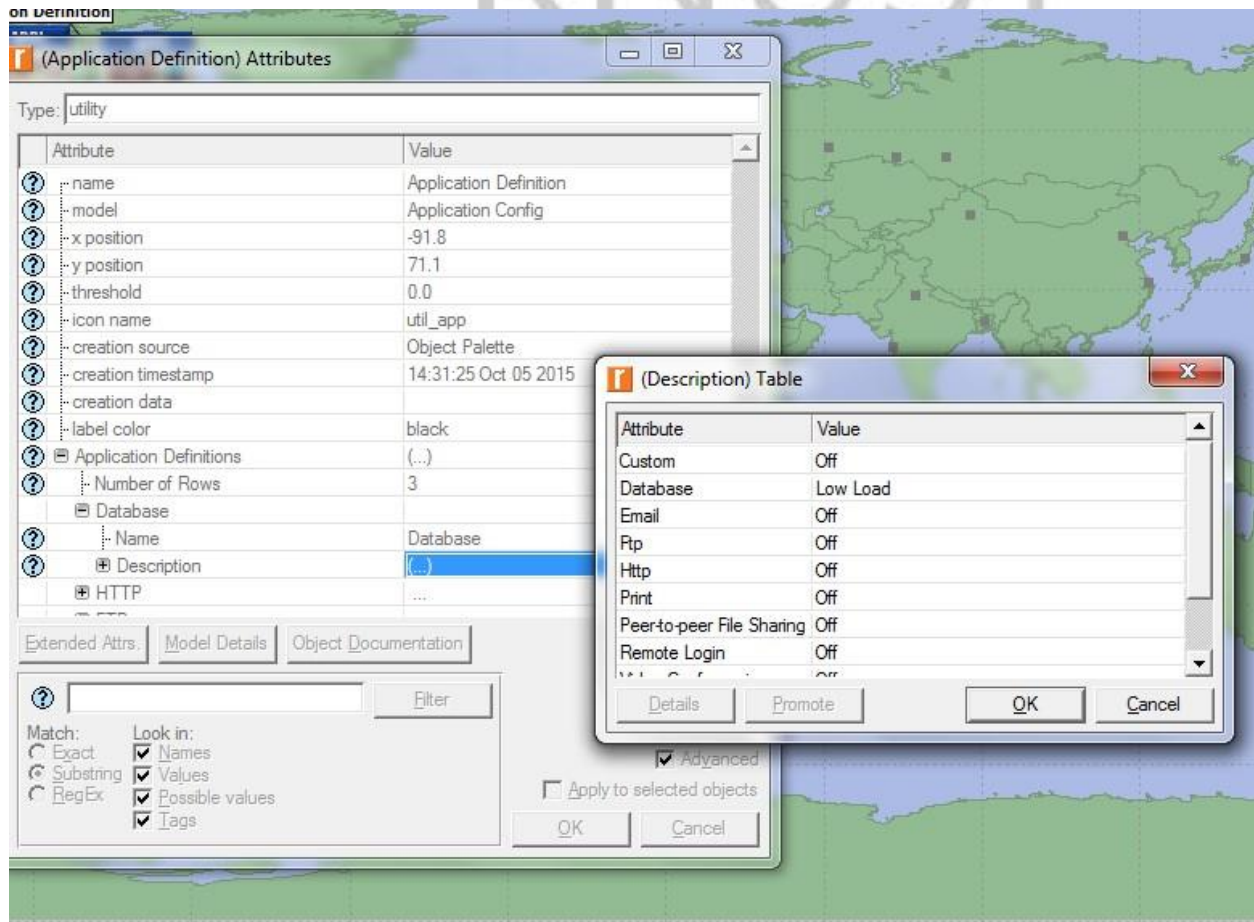 on Definition
(Application Definition) Attributes
Type: utility
Attribute Value
name Application Definition
model Application Config
x position -91.8
y position 71.1
threshold 0.0
icon name util_app
creation source Object Palette
creation timestamp 14:31:25 Oct 05 2015
creation data
label color black
Application Definitions (...)
Number of Rows 3
Database
Name Database
Description (...)
HTTP ...
Extended Attrs. Model Details Object Documentation
Filter
Match: Look in:
Exact Names
Substring Values
RegEx Possible values
Tags
Advanced
Apply to selected objects
OK Cancel
(Description) Table
Attribute Value
Custom Off
Database Low Load
Email Off
Ftp Off
Http Off
Print Off
Peer-to-peer File Sharing Off
Remote Login Off
OK Cancel
Details Promote